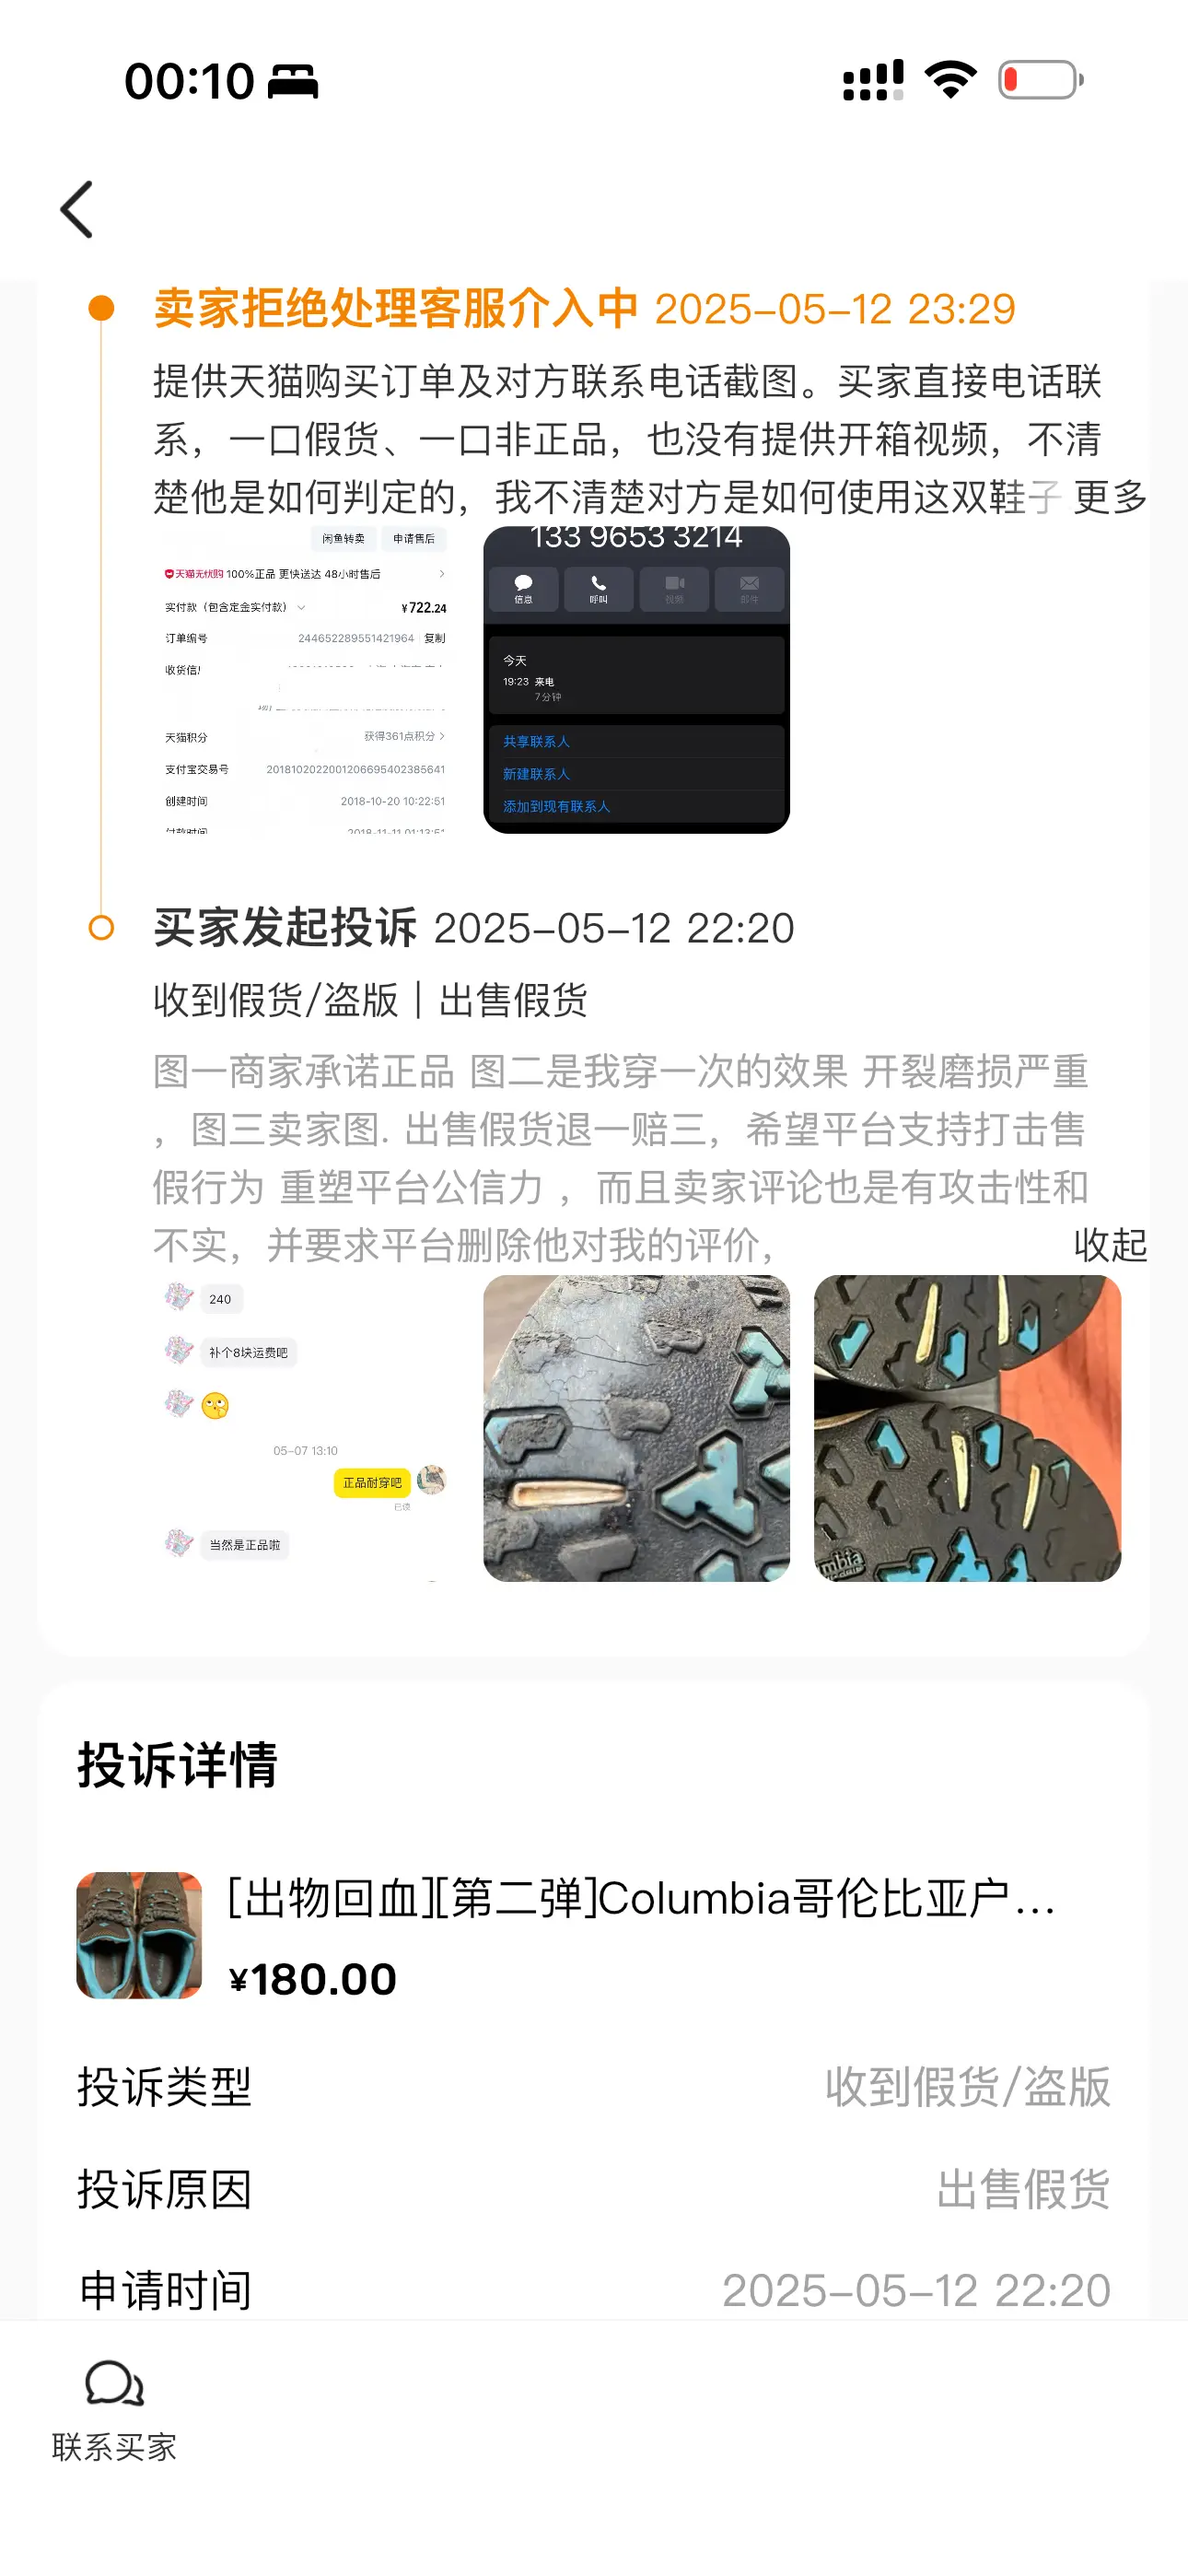 00:10
卖家拒绝处理客服介入中 2025-05-12 23:29
提供天猫购买订单及对方联系电话截图。买家直接电话联
系，一口假货、一口非正品，也没有提供开箱视频，不清
楚他是如何判定的，我不清楚对方是如何使用这双鞋子 更多
闲鱼转卖 申请售后
天猫无忧购 100%正品 更快送达 48小时售后
实付款（包含定金实付款） ¥722.24
订单编号 244652289551421964 复制
收货信
天猫积分 获得361点积分
支付宝交易号 2018102022001206695402385641
创建时间 2018-10-20 10:22:51
付款时间 2018-11-11 01:13:5
133 9653 3214
信息 呼叫 视频 邮件
今天
19:23 来电
7分钟
共享联系人
新建联系人
添加到现有联系人
买家发起投诉 2025-05-12 22:20
收到假货/盗版｜出售假货
图一商家承诺正品 图二是我穿一次的效果 开裂磨损严重
，图三卖家图. 出售假货退一赔三，希望平台支持打击售
假行为 重塑平台公信力 ，而且卖家评论也是有攻击性和
不实，并要求平台删除他对我的评价， 收起
240
补个8块运费吧
05-07 13:10
正品耐穿吧
已读
当然是正品啦
mbia
投诉详情
[出物回血][第二弹]Columbia哥伦比亚户...
¥180.00
投诉类型 收到假货/盗版
投诉原因 出售假货
申请时间 2025-05-12 22:20
联系买家